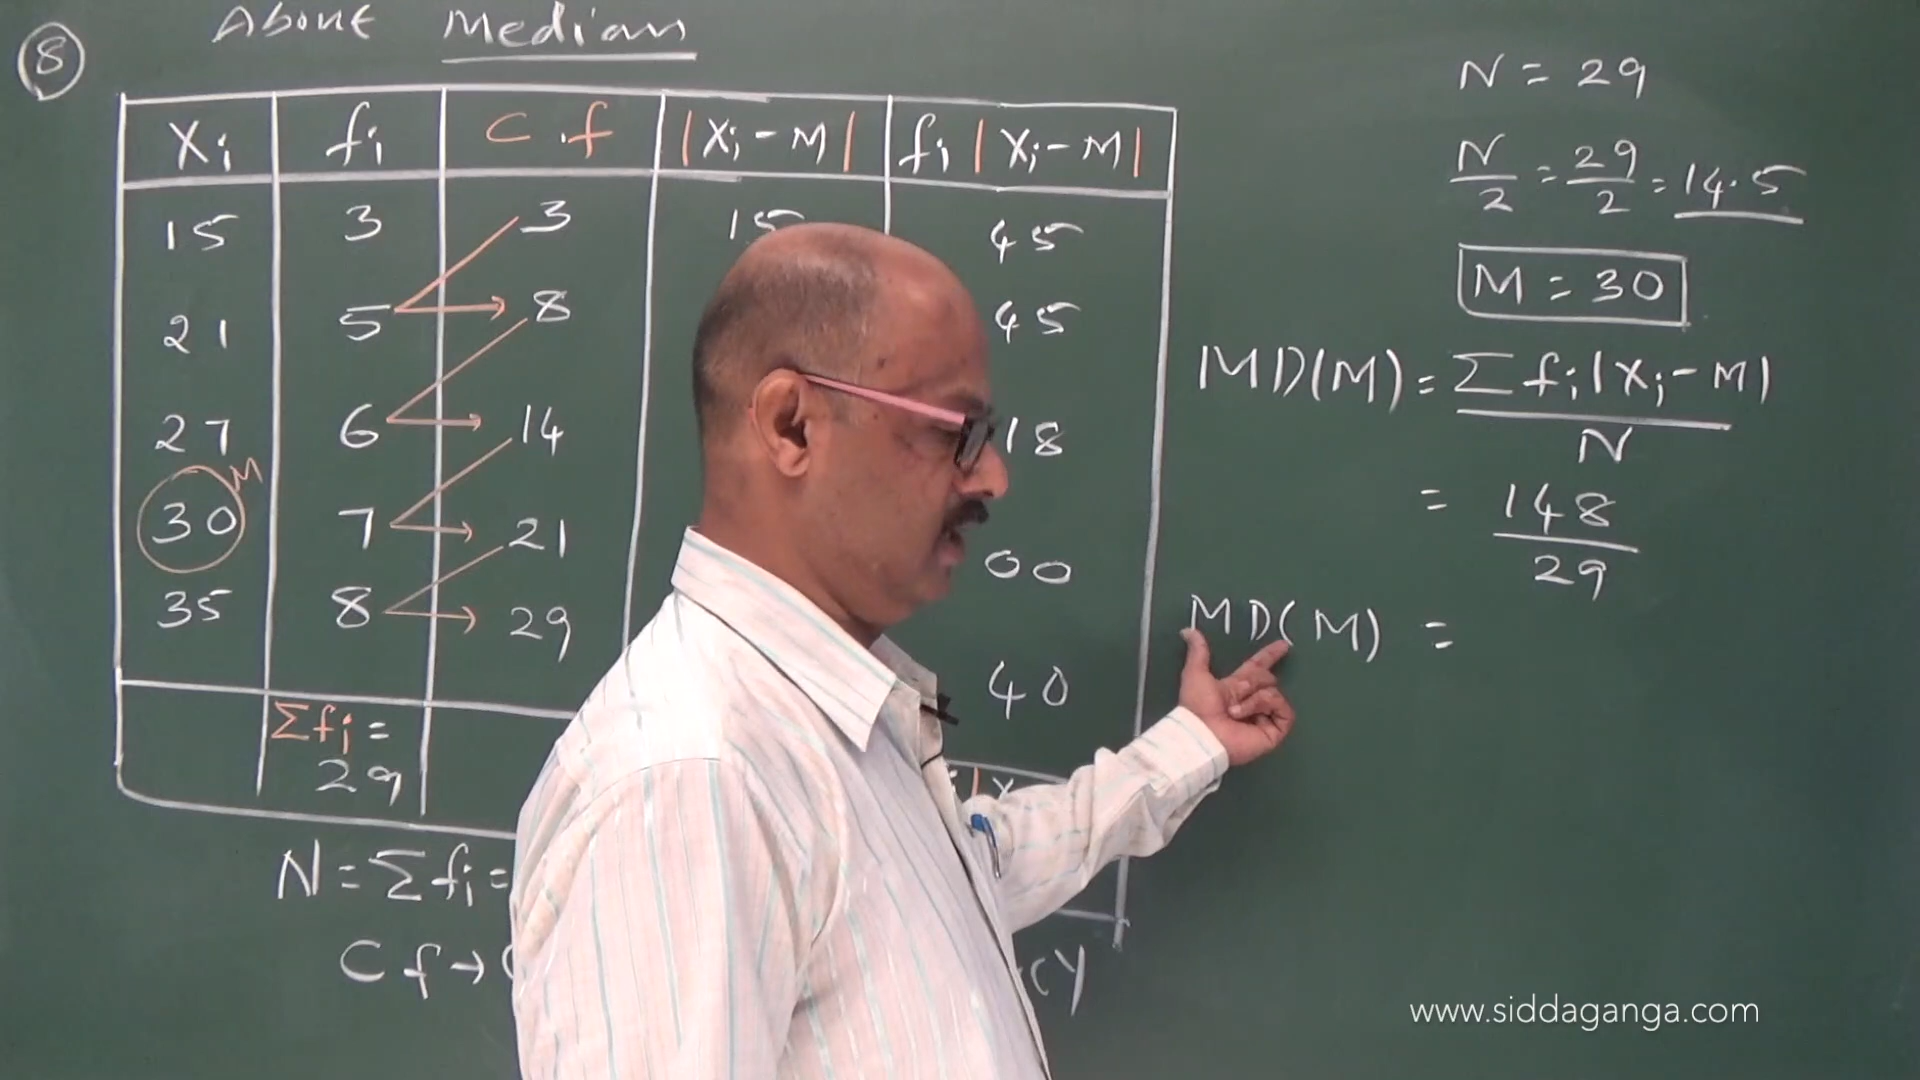 8
About Median
Xi fi C.f |Xi - M| fi |Xi - M|
15 3 3 15 45
21 5 8 45
27 6 14 18
30 M 7 21 00
35 8 29 40
Σfi = 29
N = Σfi =
Cf →
N = 29
N/2 = 29/2 = 14.5
M = 30
MD(M) = Σfi|Xi - M| / N
= 148/29
MD(M) =
www.siddaganga.com